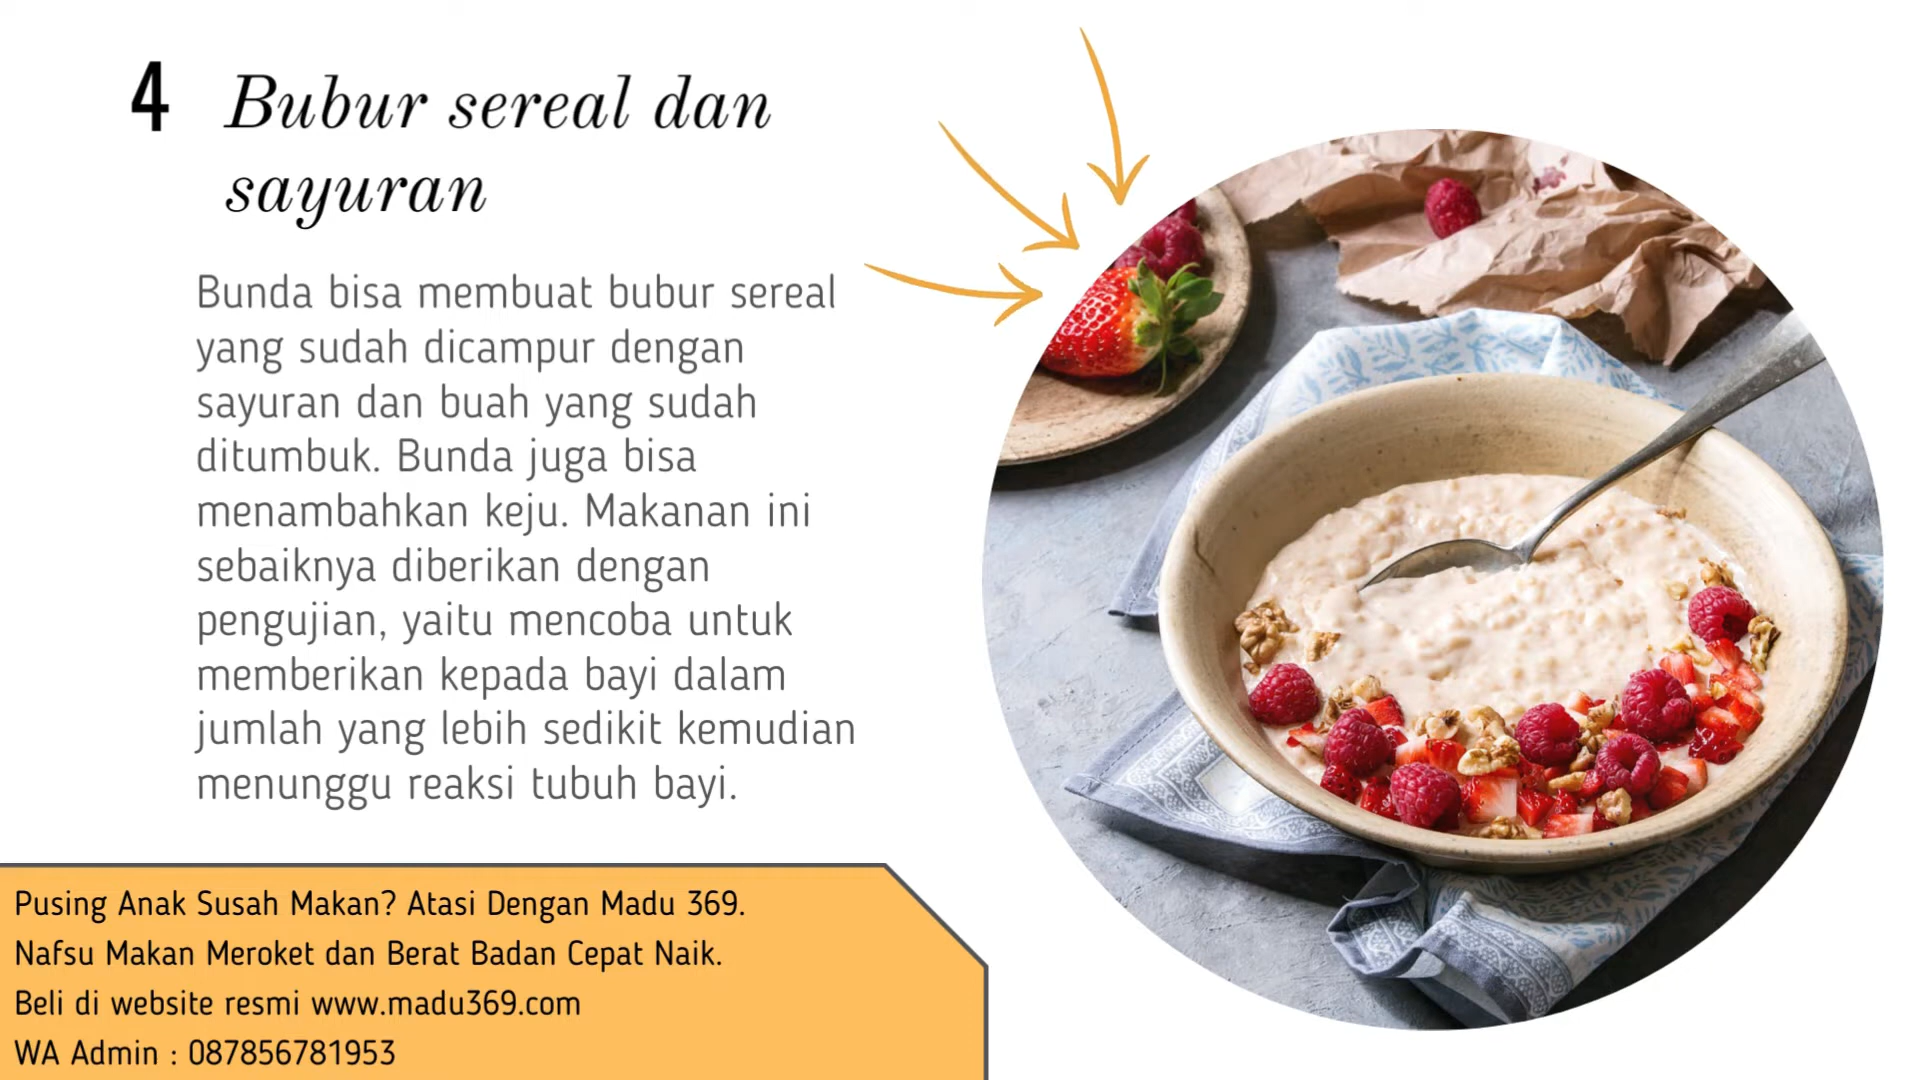 4 Bubur sereal dan
sayuran
Bunda bisa membuat bubur sereal
yang sudah dicampur dengan
sayuran dan buah yang sudah
ditumbuk. Bunda juga bisa
menambahkan keju. Makanan ini
sebaiknya diberikan dengan
pengujian, yaitu mencoba untuk
memberikan kepada bayi dalam
jumlah yang lebih sedikit kemudian
menunggu reaksi tubuh bayi.
Pusing Anak Susah Makan? Atasi Dengan Madu 369.
Nafsu Makan Meroket dan Berat Badan Cepat Naik.
Beli di website resmi www.madu369.com
WA Admin : 087856781953